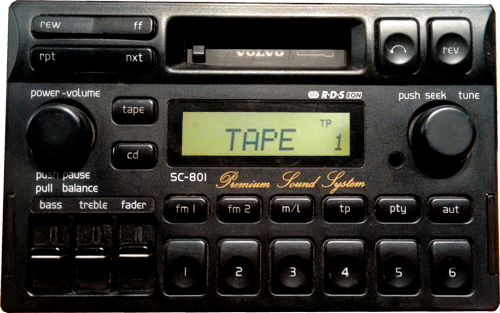 rew ff
rpt nxt
VOLVO
rev
power-volume
tape
cd
push pause
pull balance
R·D·S EON
TP
TAPE 1
SC-801 Premium Sound System
push seek tune
bass treble fader
fm 1 fm 2 m/l tp pty aut
1 2 3 4 5 6